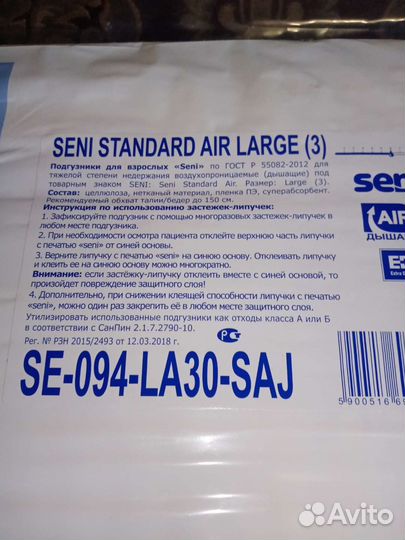 SENI STANDARD AIR LARGE (3)
Подгузники для взрослых «Seni» по ГОСТ Р 55082-2012 для
тяжелой степени недержания воздухопроницаемые (дышащие) под
товарным знаком SENI: Seni Standard Air. Размер: Large (3).
Состав: целлюлоза, нетканый материал, пленка ПЭ, суперабсорбент.
Рекомендуемый обхват талии/бедер до 150 см.
Инструкция по использованию застежек-липучек:
1. Зафиксируйте подгузник с помощью многоразовых застежек-липучек в
любом месте подгузника.
2. При необходимости осмотра пациента отклейте верхнюю часть липучки
с печатью «seni» от синей основы.
3. Верните липучку с печатью «seni» на синюю основу. Отклеивать липучку
и клеить ее на синюю основу можно многократно.
Внимание: если застёжку-липучку отклеить вместе с синей основой, то
произойдет повреждение защитного слоя!
4. Дополнительно, при снижении клеящей способности липучки с печатью
«seni», можно один раз закрепить её в любом месте защитного слоя.
Утилизировать использованные подгузники как отходы класса А или Б
в соответствии с СанПин 2.1.7.2790-10.
Рег. № РЗН 2015/2493 от 12.03.2018 г.
SE-094-LA30-SAJ
sen
AIR
ДЫША
5 900516 69
Avito